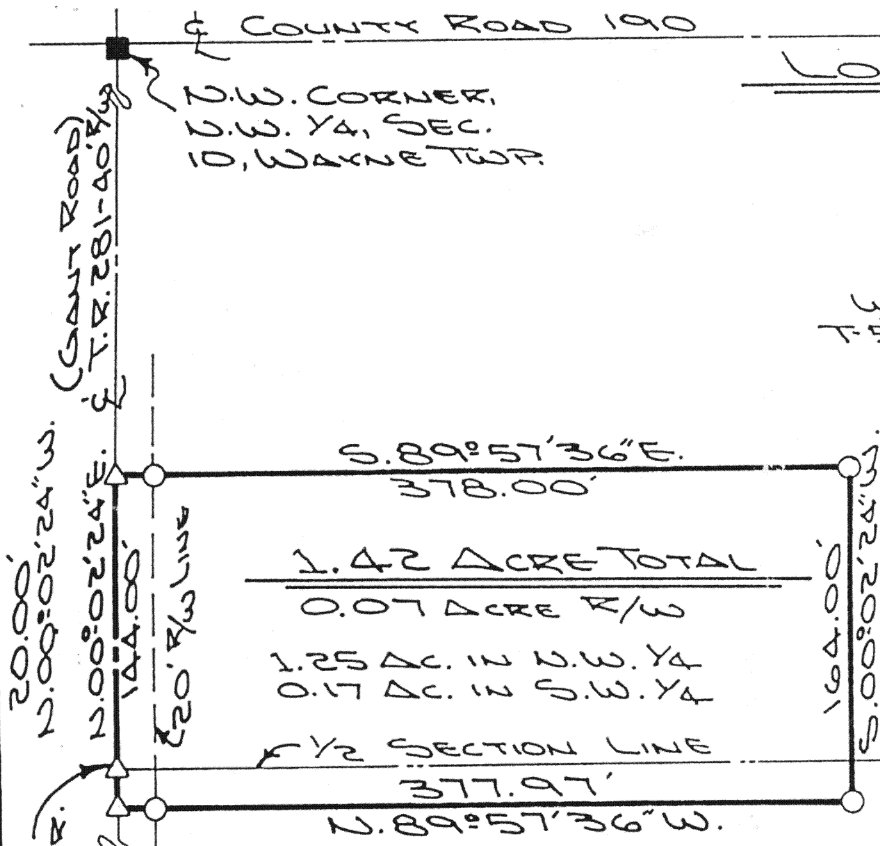 ℄ COUNTY ROAD 190
LO
N.W. CORNER,
N.W. 1/4, SEC.
10, WAYNE TWP.
(GANT ROAD)
℄ T.R. 281-40' R/W
T-5
S.89°57'36"E.
378.00'
20.00'
N.00°02'24"W.
N.00°02'24"E.
144.00'
20' R/W LINE
1.42 ACRE TOTAL
0.07 ACRE R/W
1.25 AC. IN N.W. 1/4
0.17 AC. IN S.W. 1/4
164.00'
S.00°02'24"W.
1/2 SECTION LINE
377.97'
N.89°57'36"W.
R.